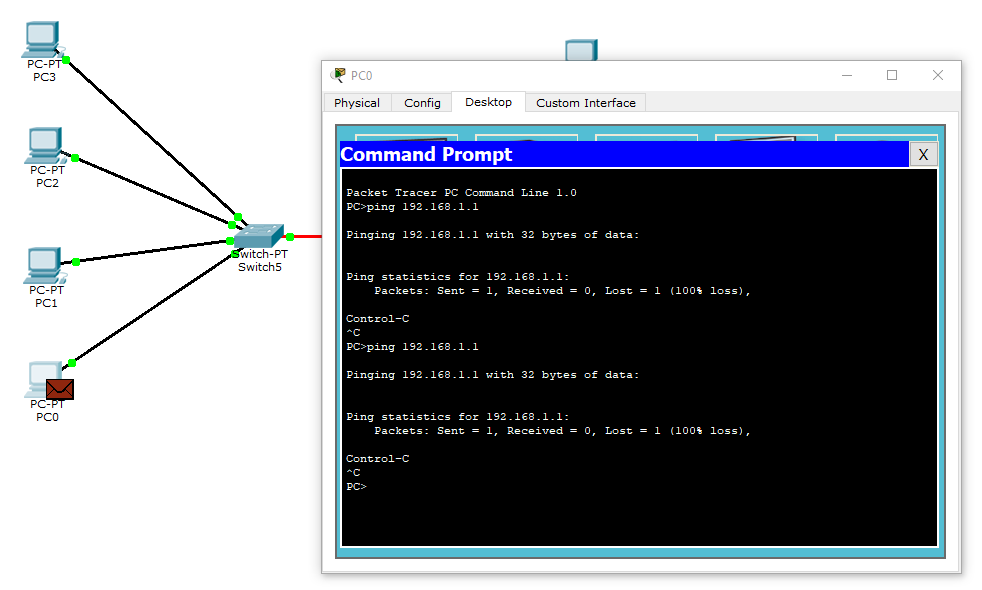 PC-PT
PC3
PC-PT
PC2
PC-PT
PC1
PC-PT
PC0
Switch-PT
Switch5
PC0
Physical
Config
Desktop
Custom Interface
Command Prompt
X
Packet Tracer PC Command Line 1.0
PC>ping 192.168.1.1
Pinging 192.168.1.1 with 32 bytes of data:
Ping statistics for 192.168.1.1:
Packets: Sent = 1, Received = 0, Lost = 1 (100% loss),
Control-C
^C
PC>ping 192.168.1.1
Pinging 192.168.1.1 with 32 bytes of data:
Ping statistics for 192.168.1.1:
Packets: Sent = 1, Received = 0, Lost = 1 (100% loss),
Control-C
^C
PC>